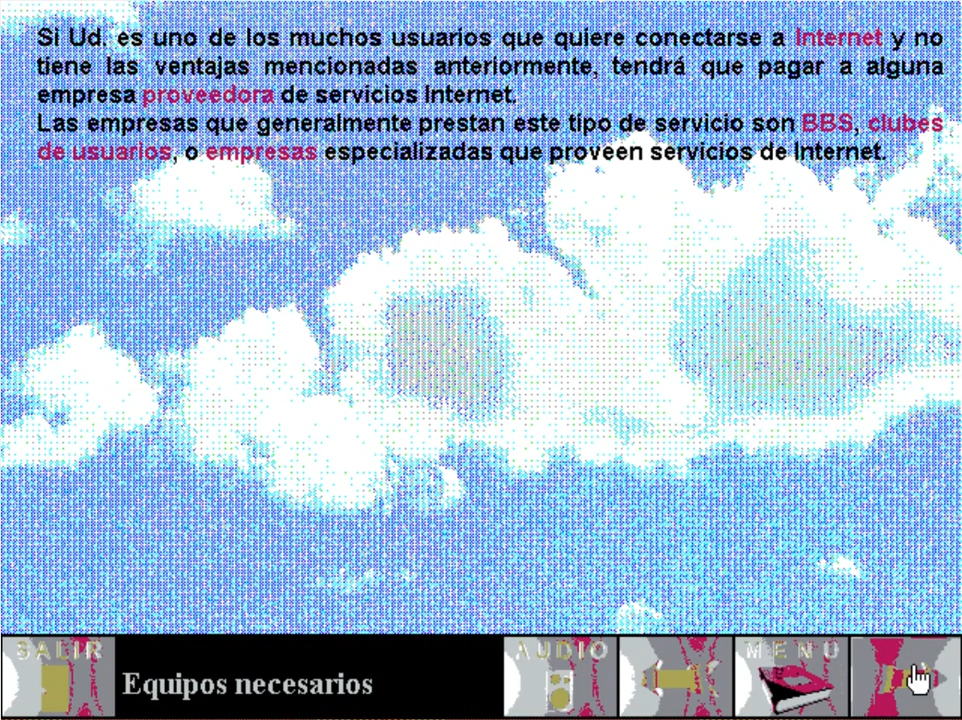 Si Ud. es uno de los muchos usuarios que quiere conectarse a Internet y no
tiene las ventajas mencionadas anteriormente, tendrá que pagar a alguna
empresa proveedora de servicios Internet.
Las empresas que generalmente prestan este tipo de servicio son BBS, clubes
de usuarios, o empresas especializadas que proveen servicios de Internet.
SALIR
Equipos necesarios
AUDIO
MENU